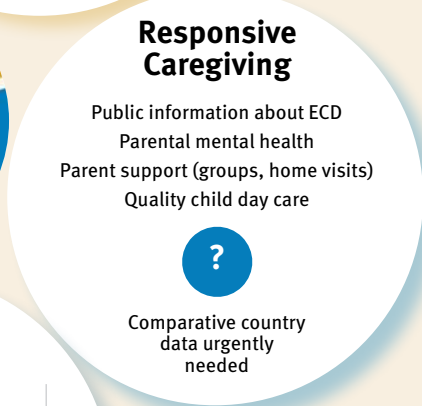 Responsive
Caregiving
Public information about ECD
Parental mental health
Parent support (groups, home visits)
Quality child day care
?
Comparative country
data urgently
needed